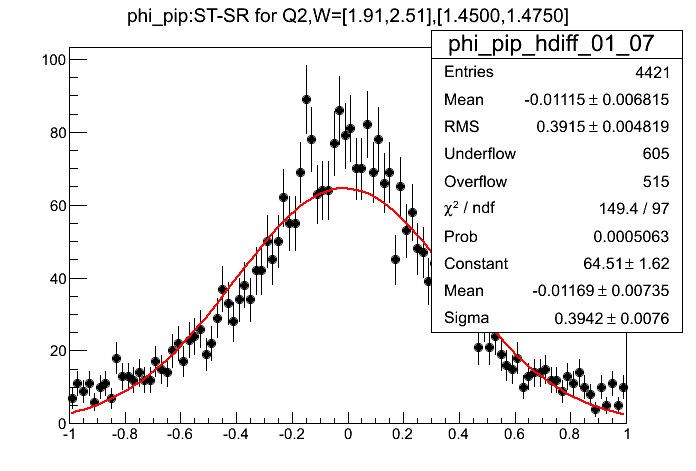 phi_pip:ST-SR for Q2,W=[1.91,2.51],[1.4500,1.4750]
phi_pip_hdiff_01_07
Entries 4421
Mean -0.01115 ± 0.006815
RMS 0.3915 ± 0.004819
Underflow 605
Overflow 515
χ² / ndf 149.4 / 97
Prob 0.0005063
Constant 64.51 ± 1.62
Mean -0.01169 ± 0.00735
Sigma 0.3942 ± 0.0076
100
80
60
40
20
0
-1 -0.8 -0.6 -0.4 -0.2 0 0.2 0.4 0.6 0.8 1